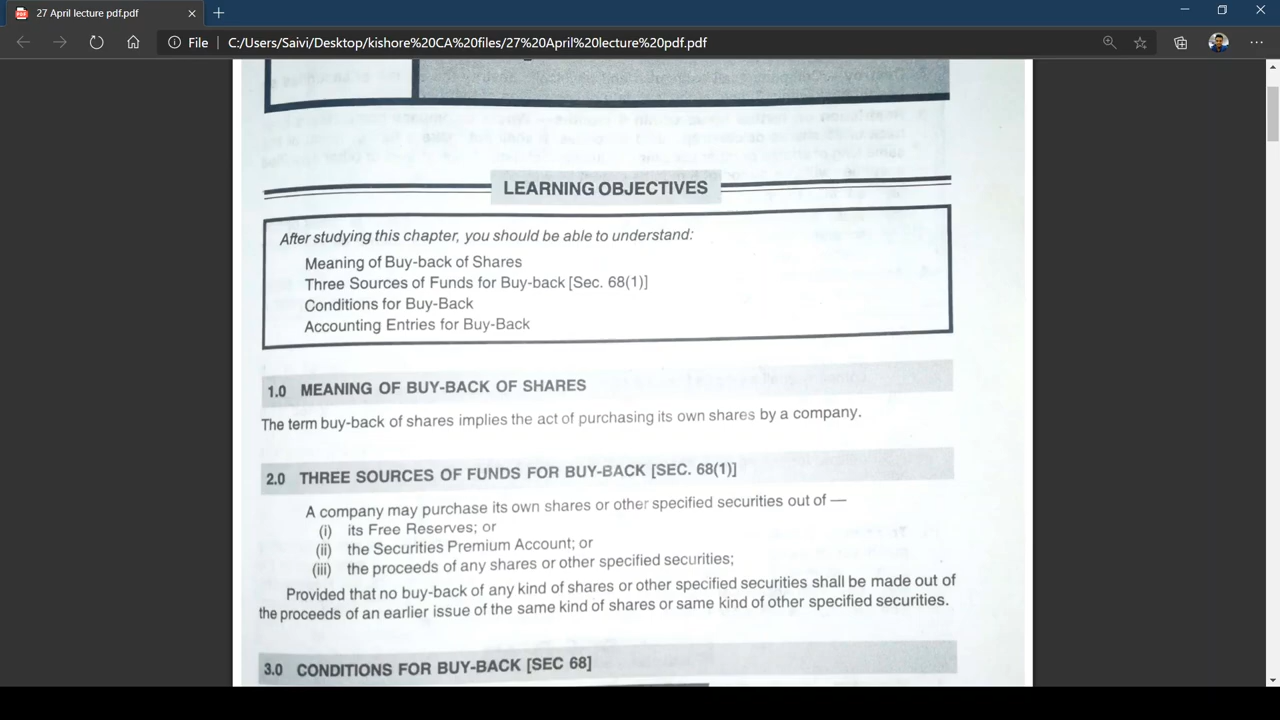 27 April lecture pdf.pdf
File
C:/Users/Saivi/Desktop/kishore%20CA%20files/27%20April%20lecture%20pdf.pdf
LEARNING OBJECTIVES
After studying this chapter, you should be able to understand:
Meaning of Buy-back of Shares
Three Sources of Funds for Buy-back [Sec. 68(1)]
Conditions for Buy-Back
Accounting Entries for Buy-Back
1.0 MEANING OF BUY-BACK OF SHARES
The term buy-back of shares implies the act of purchasing its own shares by a company.
2.0 THREE SOURCES OF FUNDS FOR BUY-BACK [SEC. 68(1)]
A company may purchase its own shares or other specified securities out of —
(i) its Free Reserves; or
(ii) the Securities Premium Account; or
(iii) the proceeds of any shares or other specified securities;
Provided that no buy-back of any kind of shares or other specified securities shall be made out of
the proceeds of an earlier issue of the same kind of shares or same kind of other specified securities.
3.0 CONDITIONS FOR BUY-BACK [SEC 68]